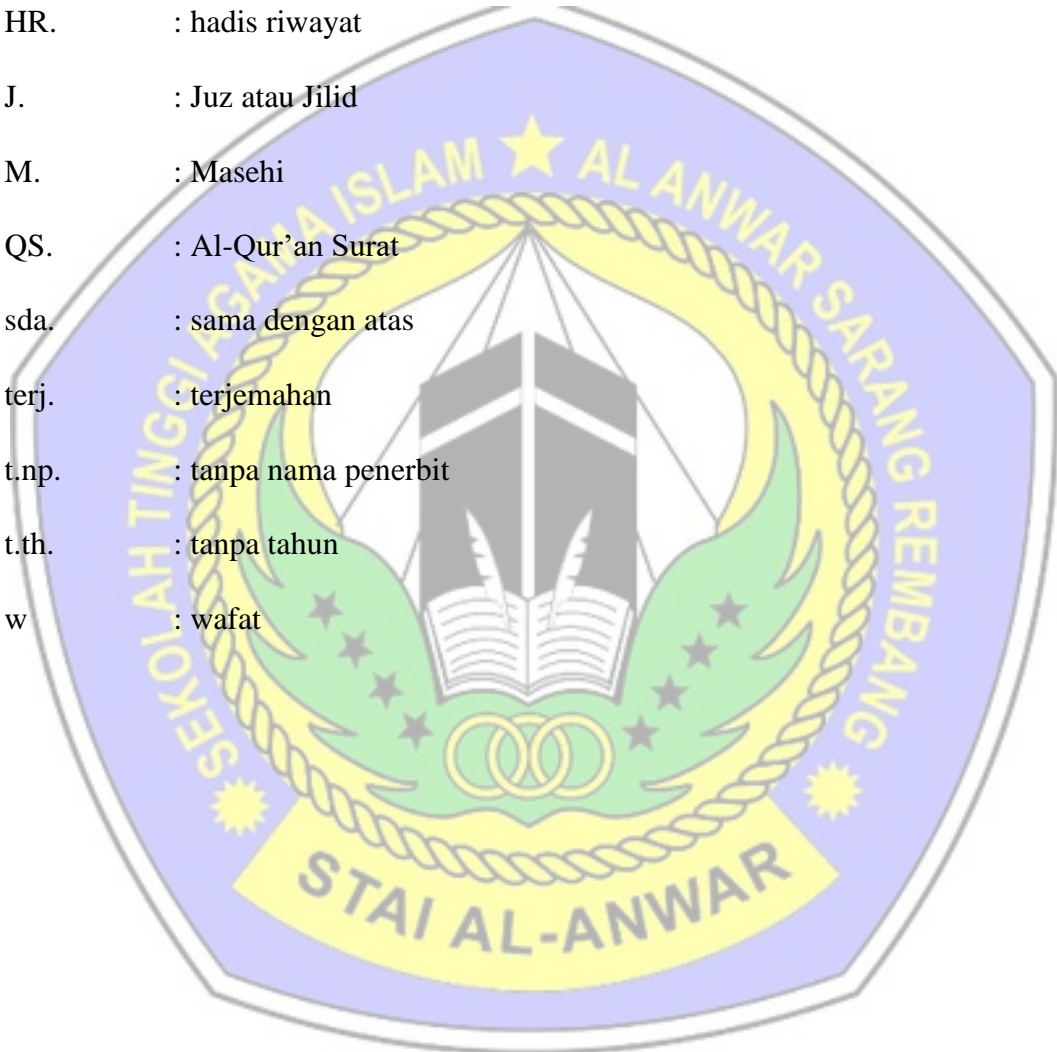 HR. : hadis riwayat
J. : Juz atau Jilid
M. : Masehi
QS. : Al-Qur’an Surat
sda. : sama dengan atas
terj. : terjemahan
t.np. : tanpa nama penerbit
t.th. : tanpa tahun
w : wafat
SEKOLAH TINGGI AGAMA ISLAM AL ANWAR SARANG REMBANG
STAI AL-ANWAR